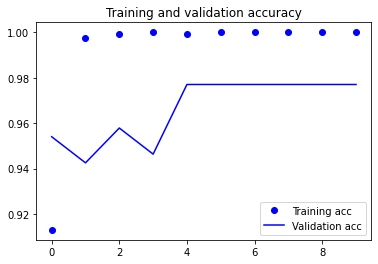 Training and validation accuracy
1.00
0.98
0.96
0.94
0.92
Training acc
Validation acc
0 2 4 6 8